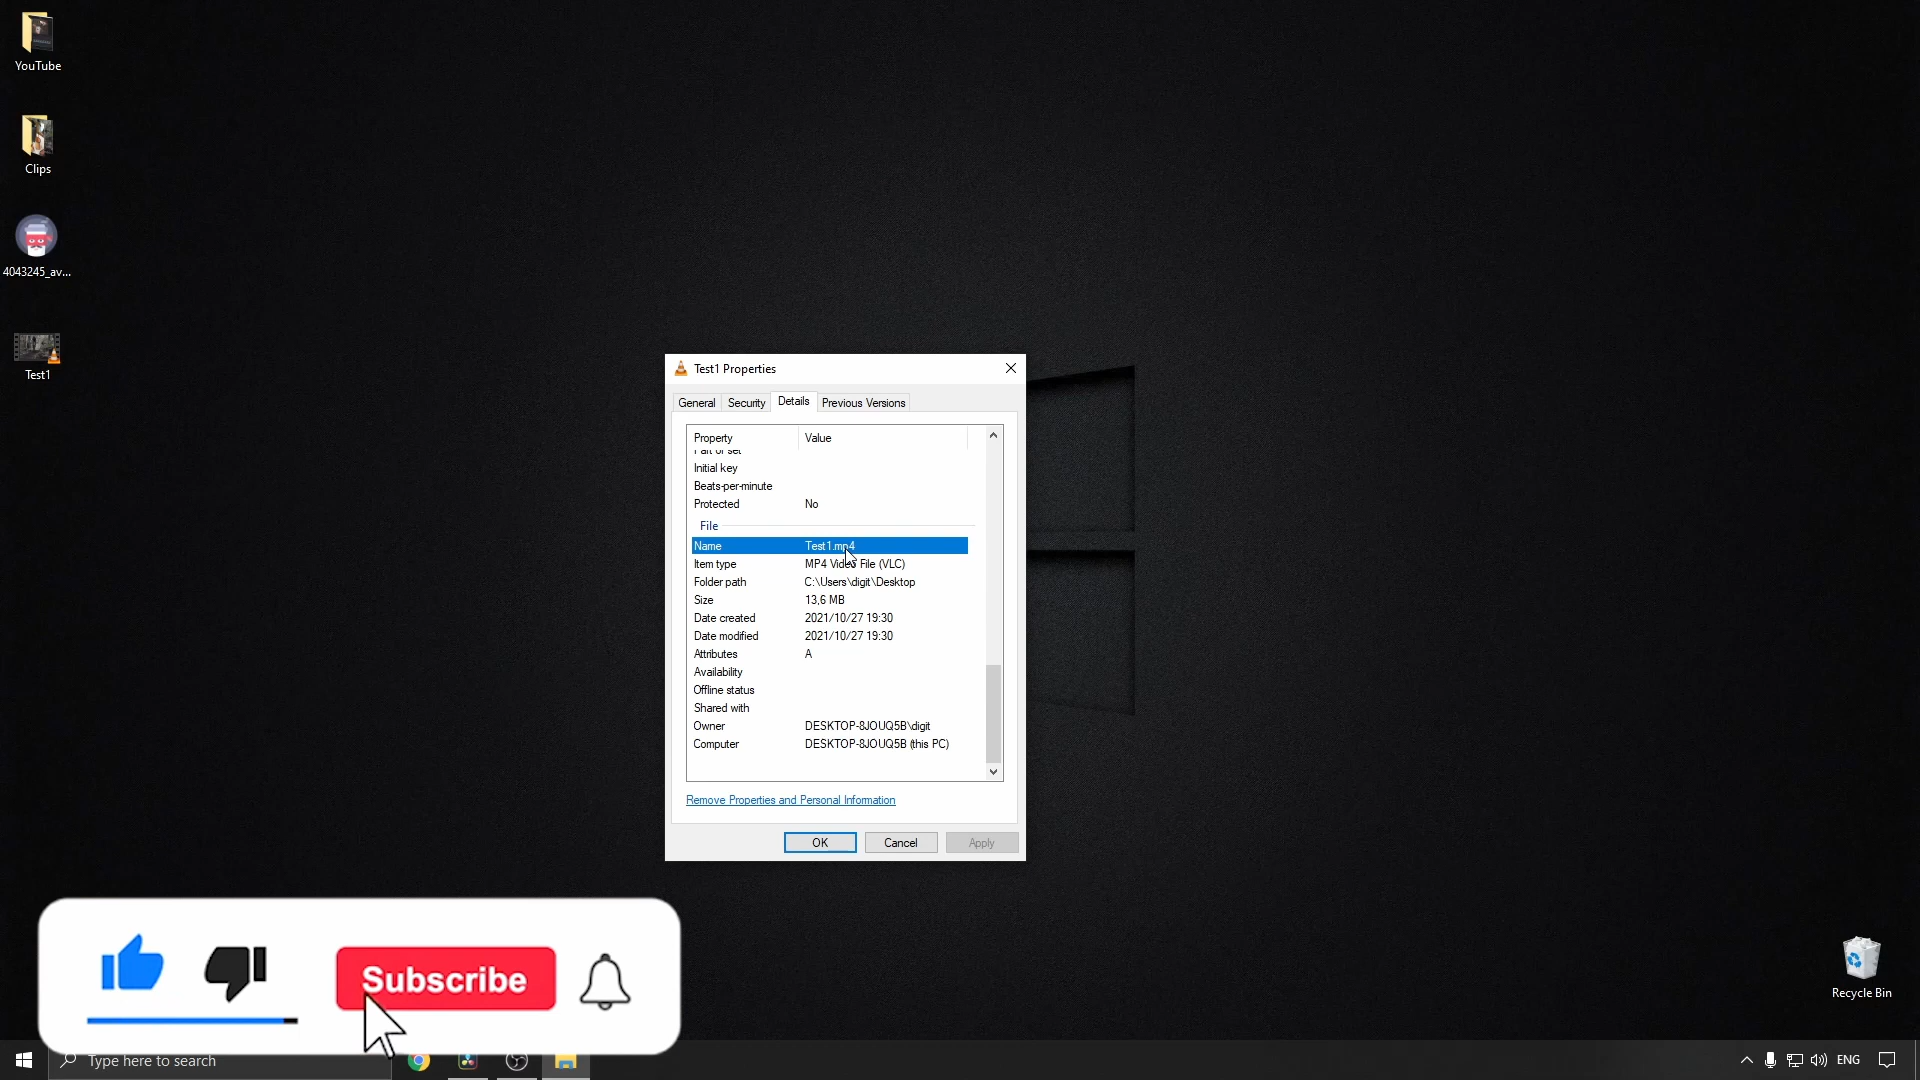 YouTube
Clips
4043245_av...
Test1
Test1 Properties
General Security Details Previous Versions
Property Value
Part of set
Initial key
Beats-per-minute
Protected No
File
Name Test1.mp4
Item type MP4 Video File (VLC)
Folder path C:\Users\digit\Desktop
Size 13,6 MB
Date created 2021/10/27 19:30
Date modified 2021/10/27 19:30
Attributes A
Availability
Offline status
Shared with
Owner DESKTOP-8JOUQ5B\digit
Computer DESKTOP-8JOUQ5B (this PC)
Remove Properties and Personal Information
OK Cancel Apply
Subscribe
Recycle Bin
Type here to search
ENG